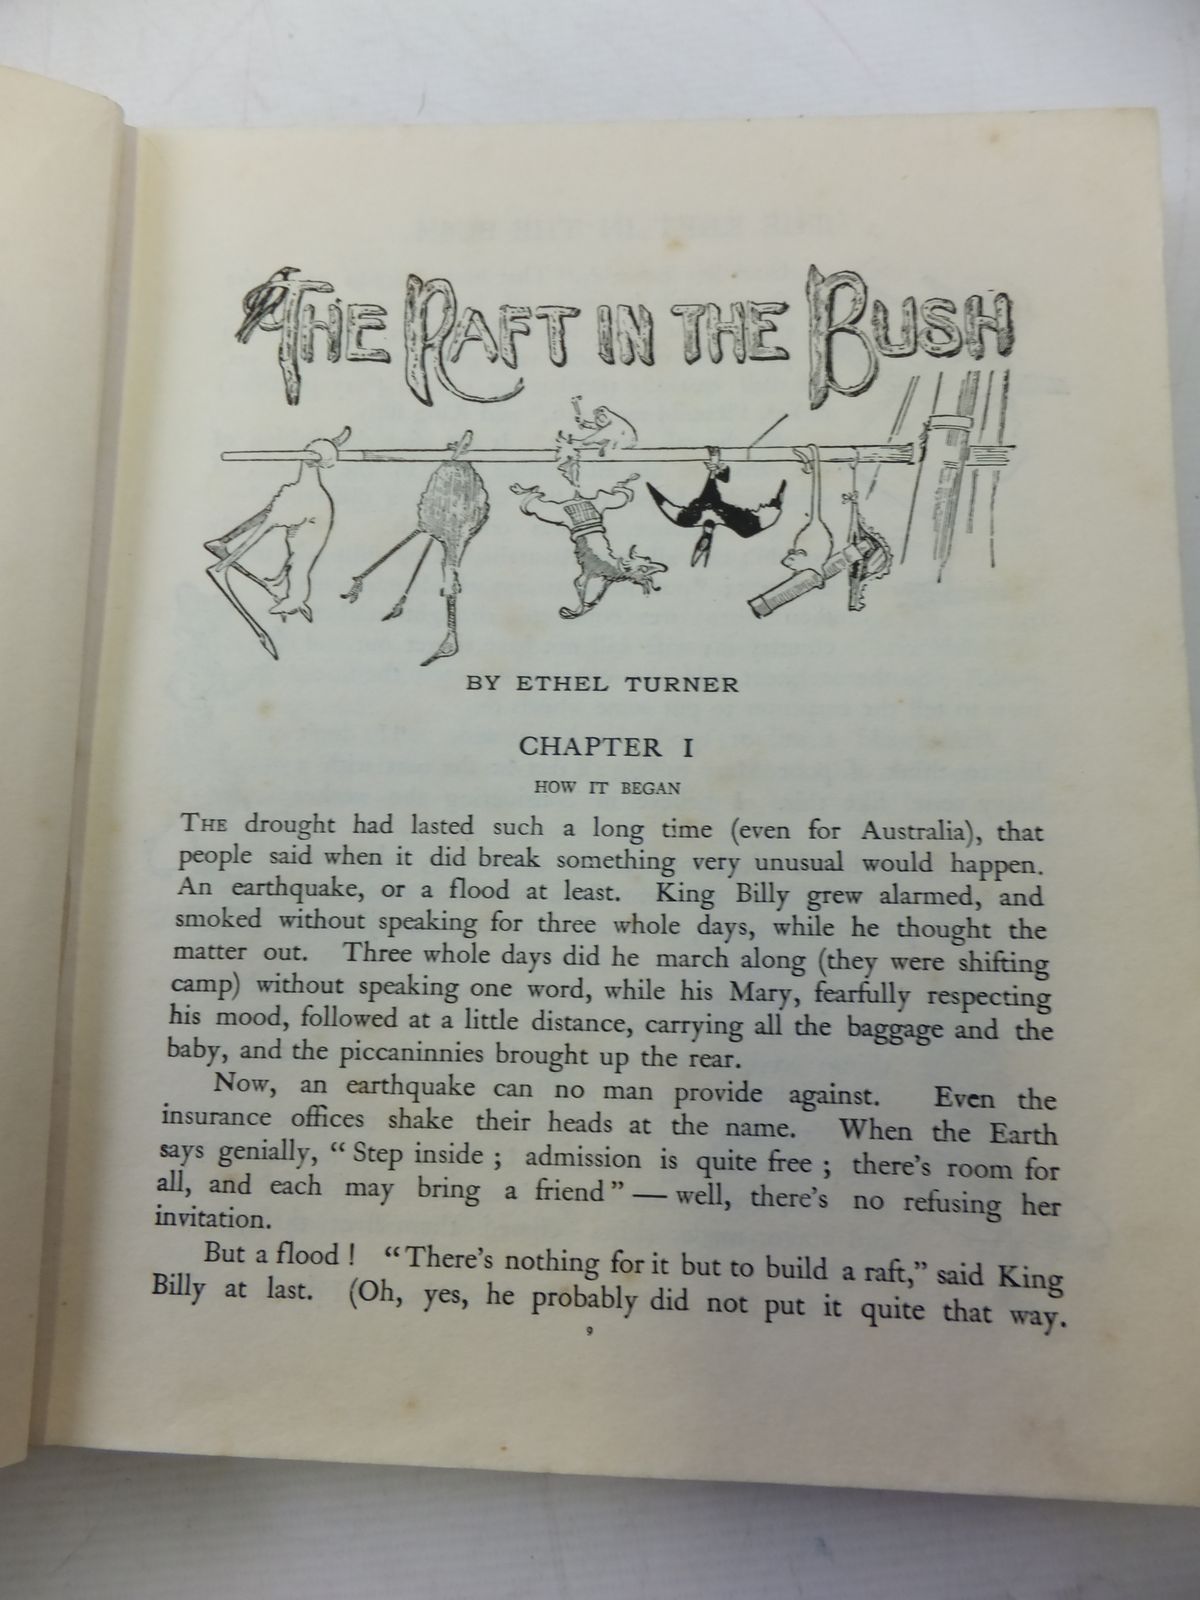 THE RAFT IN THE BUSH
BY ETHEL TURNER
CHAPTER I
HOW IT BEGAN
THE drought had lasted such a long time (even for Australia), that
people said when it did break something very unusual would happen.
An earthquake, or a flood at least. King Billy grew alarmed, and
smoked without speaking for three whole days, while he thought the
matter out. Three whole days did he march along (they were shifting
camp) without speaking one word, while his Mary, fearfully respecting
his mood, followed at a little distance, carrying all the baggage and the
baby, and the piccaninnies brought up the rear.
Now, an earthquake can no man provide against. Even the
insurance offices shake their heads at the name. When the Earth
says genially, “Step inside ; admission is quite free ; there’s room for
all, and each may bring a friend” — well, there’s no refusing her
invitation.
But a flood ! “There’s nothing for it but to build a raft,” said King
Billy at last. (Oh, yes, he probably did not put it quite that way.
9